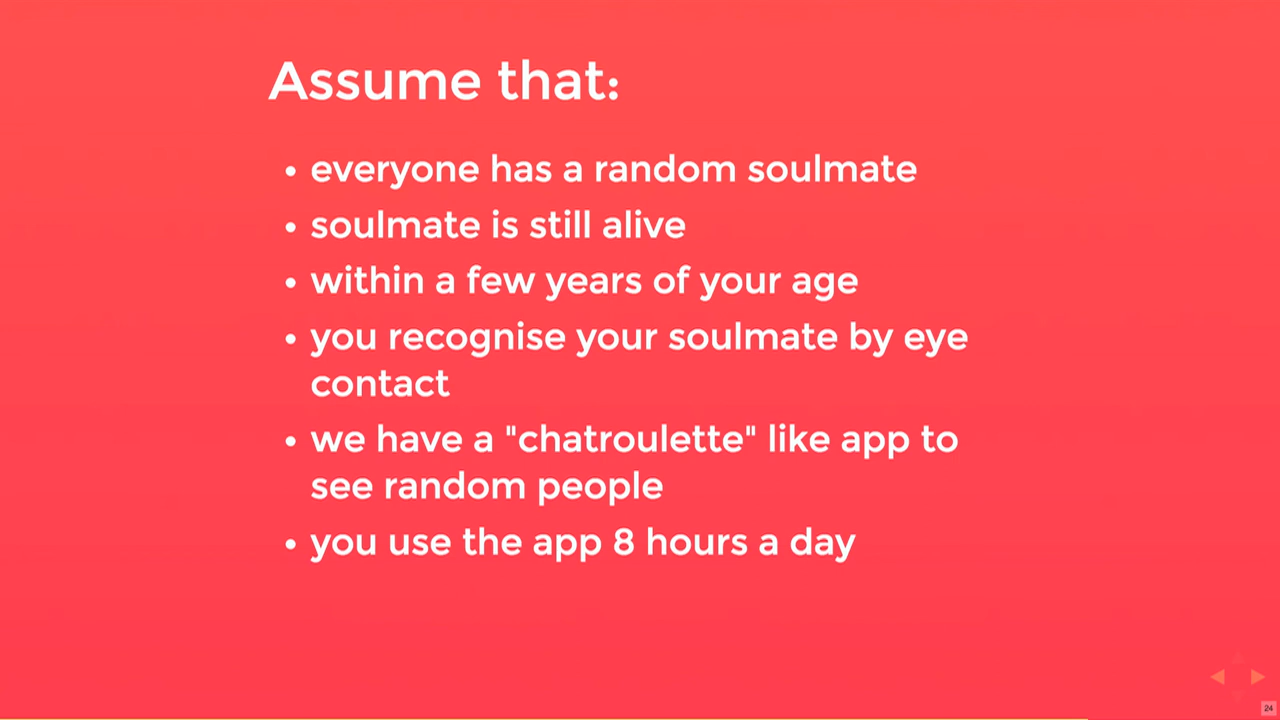 Assume that:
• everyone has a random soulmate
• soulmate is still alive
• within a few years of your age
• you recognise your soulmate by eye
contact
• we have a "chatroulette" like app to
see random people
• you use the app 8 hours a day
24